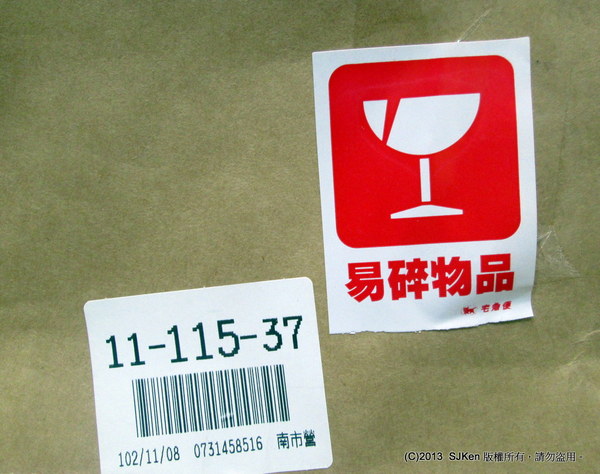 易碎物品
宅急便
11-115-37
102/11/08 0731458516 南市營
(C)2013 SJKen 版權所有，請勿盜用。